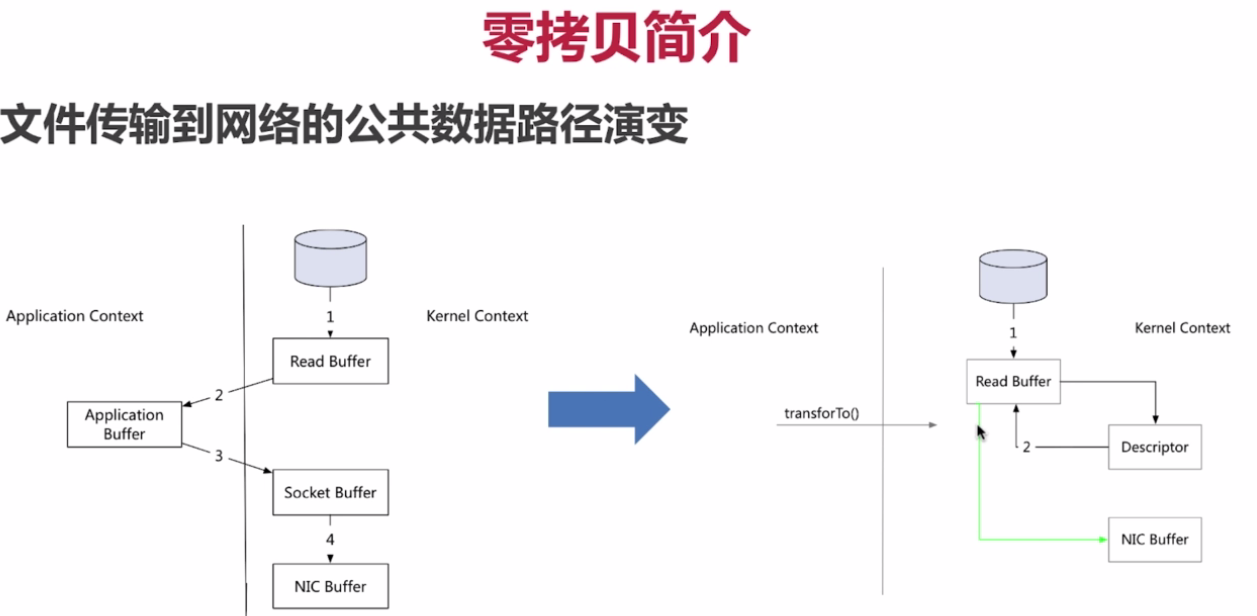 零拷贝简介
文件传输到网络的公共数据路径演变
Application Context
Kernel Context
1
Read Buffer
2
Application
Buffer
3
Socket Buffer
4
NIC Buffer
Application Context
Kernel Context
1
Read Buffer
transforTo()
2
Descriptor
NIC Buffer